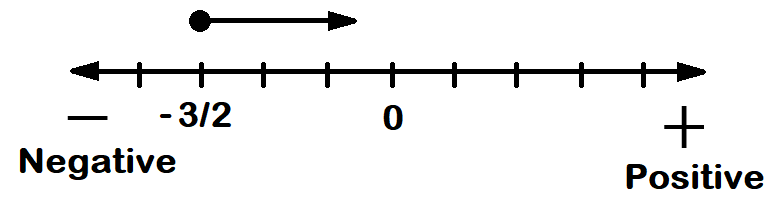 - 3/2 0
− +
Negative
Positive